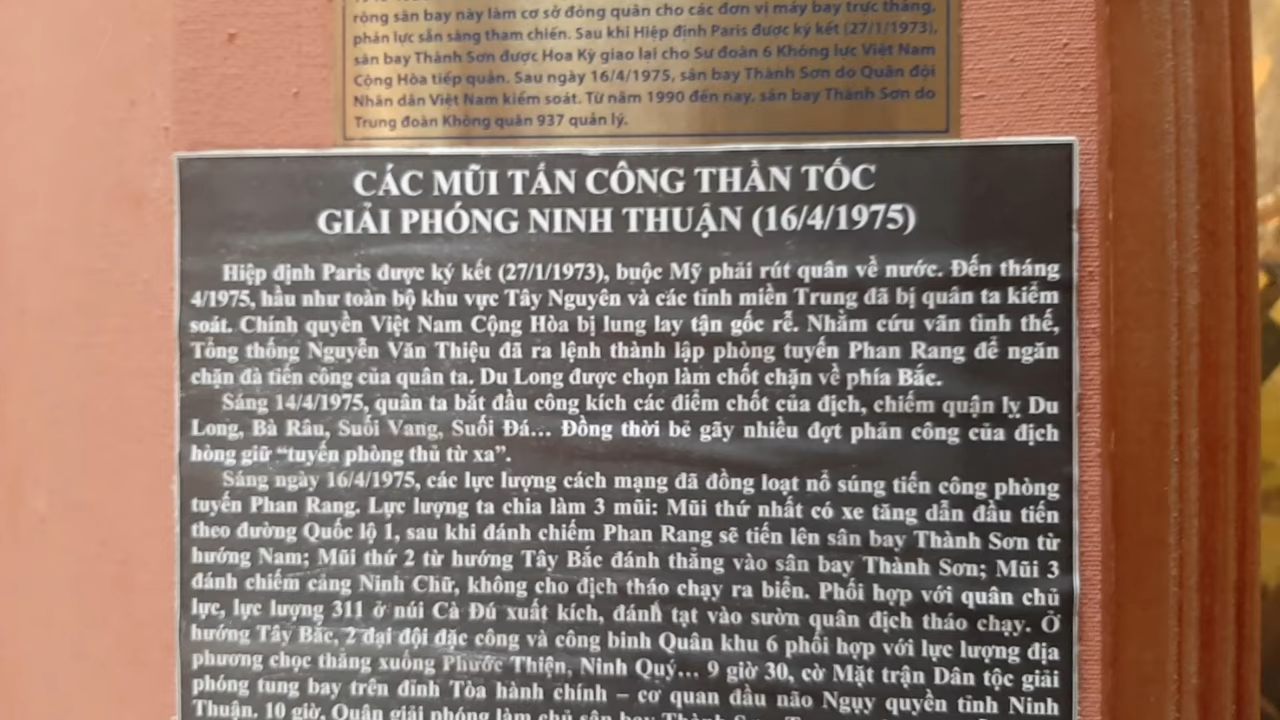 rộng sân bay này làm cơ sở đóng quân cho các đơn vị máy bay trực thăng,
phản lực sẵn sàng tham chiến. Sau khi Hiệp định Paris được ký kết (27/1/1973),
sân bay Thành Sơn được Hoa Kỳ giao lại cho Sư đoàn 6 Không lực Việt Nam
Cộng Hòa tiếp quản. Sau ngày 16/4/1975, sân bay Thành Sơn do Quân đội
Nhân dân Việt Nam kiểm soát. Từ năm 1990 đến nay, sân bay Thành Sơn do
Trung đoàn Không quân 937 quản lý.
CÁC MŨI TẤN CÔNG THẦN TỐC
GIẢI PHÓNG NINH THUẬN (16/4/1975)
Hiệp định Paris được ký kết (27/1/1973), buộc Mỹ phải rút quân về nước. Đến tháng
4/1975, hầu như toàn bộ khu vực Tây Nguyên và các tỉnh miền Trung đã bị quân ta kiểm
soát. Chính quyền Việt Nam Cộng Hòa bị lung lay tận gốc rễ. Nhằm cứu vãn tình thế,
Tổng thống Nguyễn Văn Thiệu đã ra lệnh thành lập phòng tuyến Phan Rang để ngăn
chặn đà tiến công của quân ta. Du Long được chọn làm chốt chặn về phía Bắc.
Sáng 14/4/1975, quân ta bắt đầu công kích các điểm chốt của địch, chiếm quận lỵ Du
Long, Bà Râu, Suối Vang, Suối Đá... Đồng thời bẻ gãy nhiều đợt phản công của địch
hòng giữ “tuyến phòng thủ từ xa”.
Sáng ngày 16/4/1975, các lực lượng cách mạng đã đồng loạt nổ súng tiến công phòng
tuyến Phan Rang. Lực lượng ta chia làm 3 mũi: Mũi thứ nhất có xe tăng dẫn đầu tiến
theo đường Quốc lộ 1, sau khi đánh chiếm Phan Rang sẽ tiến lên sân bay Thành Sơn từ
hướng Nam; Mũi thứ 2 từ hướng Tây Bắc đánh thẳng vào sân bay Thành Sơn; Mũi 3
đánh chiếm cảng Ninh Chữ, không cho địch tháo chạy ra biển. Phối hợp với quân chủ
lực, lực lượng 311 ở núi Cà Đú xuất kích, đánh tạt vào sườn quân địch tháo chạy. Ở
hướng Tây Bắc, 2 đại đội đặc công và công binh Quân khu 6 phối hợp với lực lượng địa
phương chọc thẳng xuống Phước Thiện, Ninh Quý... 9 giờ 30, cờ Mặt trận Dân tộc giải
phóng tung bay trên đỉnh Tòa hành chính – cơ quan đầu não Ngụy quyền tỉnh Ninh
Thuận. 10 giờ, Quân giải phóng làm chủ sân bay Thành Sơn.